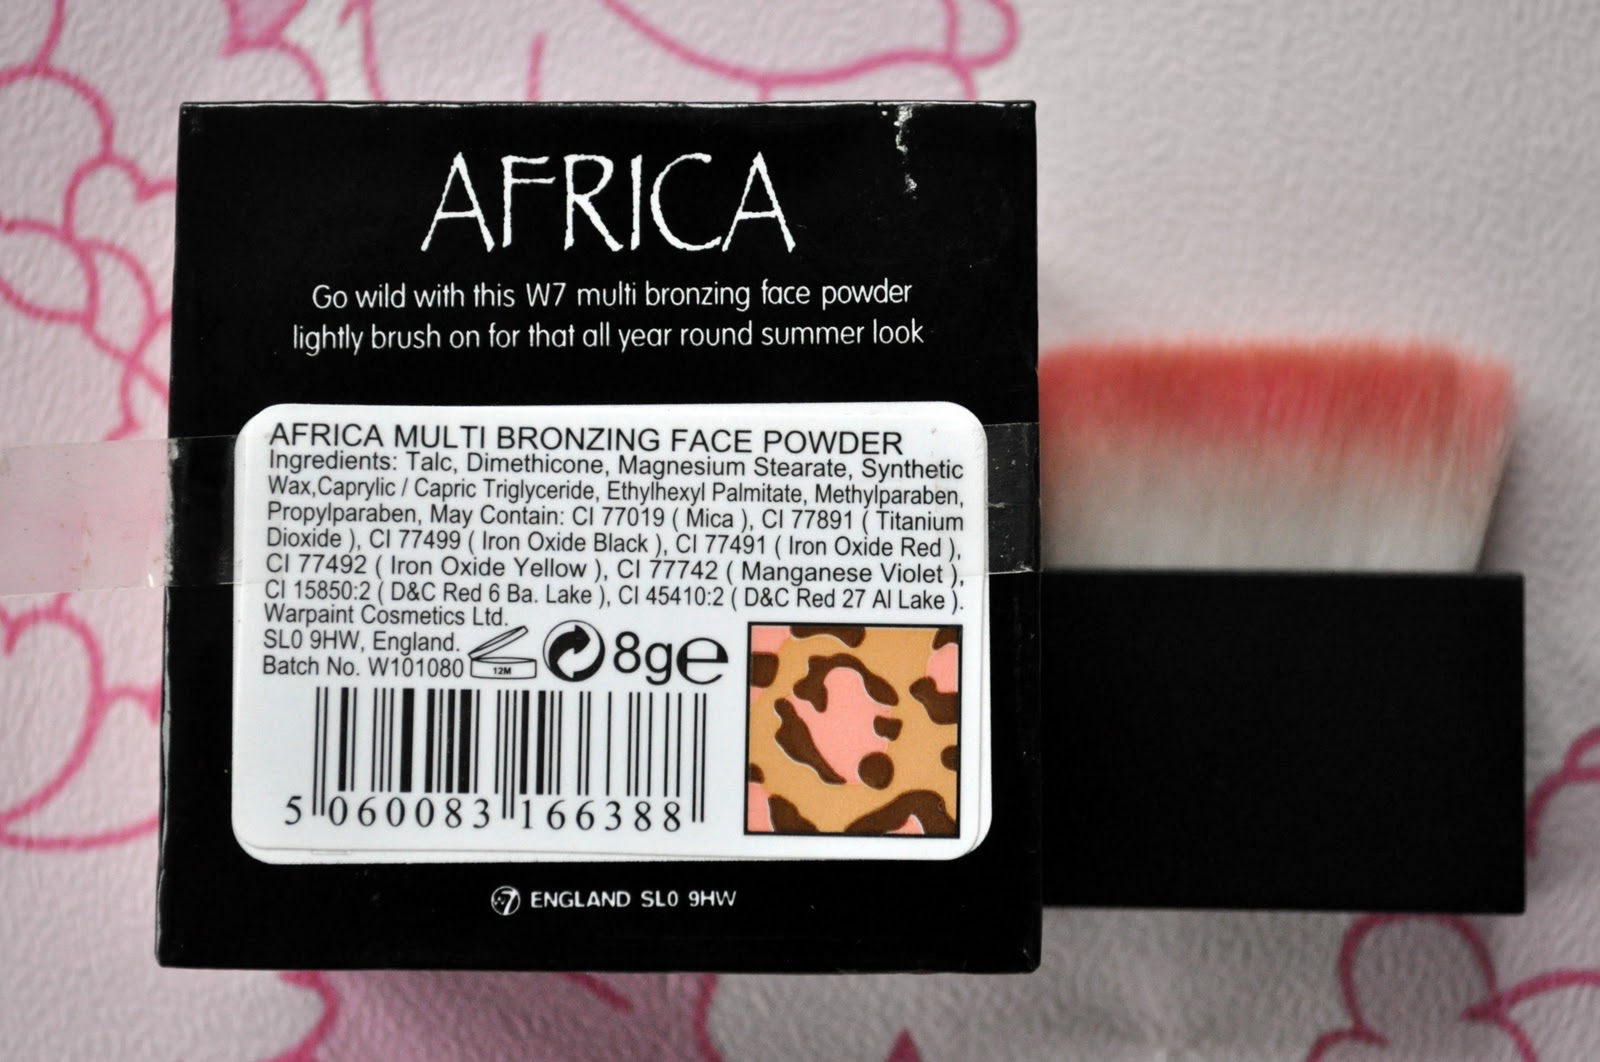 AFRICA
Go wild with this W7 multi bronzing face powder
lightly brush on for that all year round summer look
AFRICA MULTI BRONZING FACE POWDER
Ingredients: Talc, Dimethicone, Magnesium Stearate, Synthetic
Wax,Caprylic / Capric Triglyceride, Ethylhexyl Palmitate, Methylparaben,
Propylparaben, May Contain: CI 77019 ( Mica ), CI 77891 ( Titanium
Dioxide ), CI 77499 ( Iron Oxide Black ), CI 77491 ( Iron Oxide Red ),
CI 77492 ( Iron Oxide Yellow ), CI 77742 ( Manganese Violet ),
CI 15850:2 ( D&C Red 6 Ba. Lake ), CI 45410:2 ( D&C Red 27 Al Lake ).
Warpaint Cosmetics Ltd.
SL0 9HW, England.
Batch No. W101080
12M
8g℮
5 060083 166388
7 ENGLAND SL0 9HW